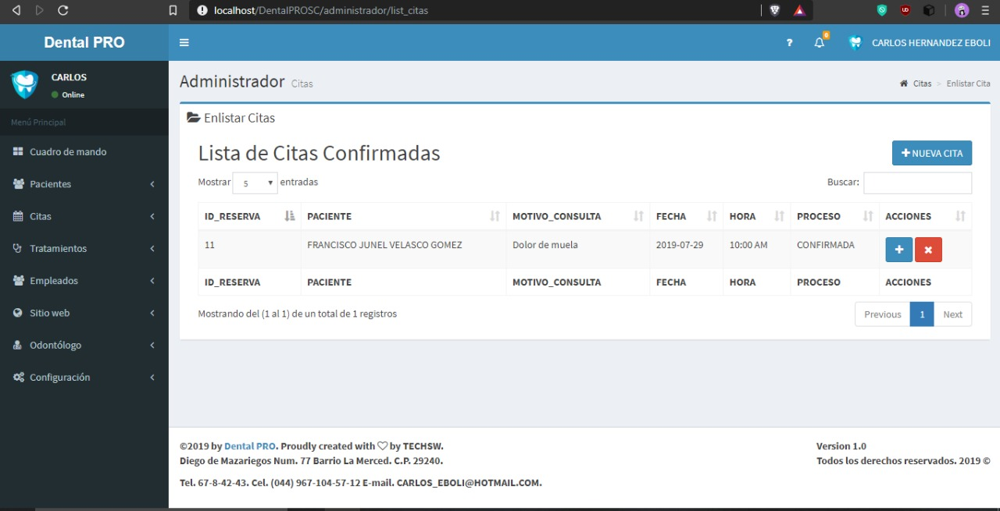 localhost/DentalPROSC/administrador/list_citas
Dental PRO
? 0 CARLOS HERNANDEZ EBOLI
CARLOS
Online
Menú Principal
Cuadro de mando
Pacientes
Citas
Tratamientos
Empleados
Sitio web
Odontólogo
Configuración
Administrador Citas
Citas > Enlistar Cita
Enlistar Citas
Lista de Citas Confirmadas
NUEVA CITA
Mostrar 5 entradas
Buscar:
ID_RESERVA PACIENTE MOTIVO_CONSULTA FECHA HORA PROCESO ACCIONES
11 FRANCISCO JUNEL VELASCO GOMEZ Dolor de muela 2019-07-29 10:00 AM CONFIRMADA
ID_RESERVA PACIENTE MOTIVO_CONSULTA FECHA HORA PROCESO ACCIONES
Mostrando del (1 al 1) de un total de 1 registros
Previous 1 Next
©2019 by Dental PRO. Proudly created with ♡ by TECHSW.
Diego de Mazariegos Num. 77 Barrio La Merced. C.P. 29240.
Tel. 67-8-42-43. Cel. (044) 967-104-57-12 E-mail. CARLOS_EBOLI@HOTMAIL.COM.
Version 1.0
Todos los derechos reservados. 2019 ©